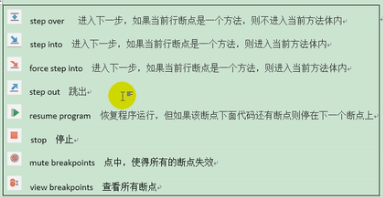 step over 进入下一步，如果当前行断点是一个方法，则不进入当前方法体内
step into 进入下一步，如果当前行断点是一个方法，则进入当前方法体内
force step into 进入下一步，如果当前行断点是一个方法，则进入当前方法体内
step out 跳出
resume program 恢复程序运行，但如果该断点下面代码还有断点则停在下一个断点上
stop 停止
mute breakpoints 点中，使得所有的断点失效
view breakpoints 查看所有断点